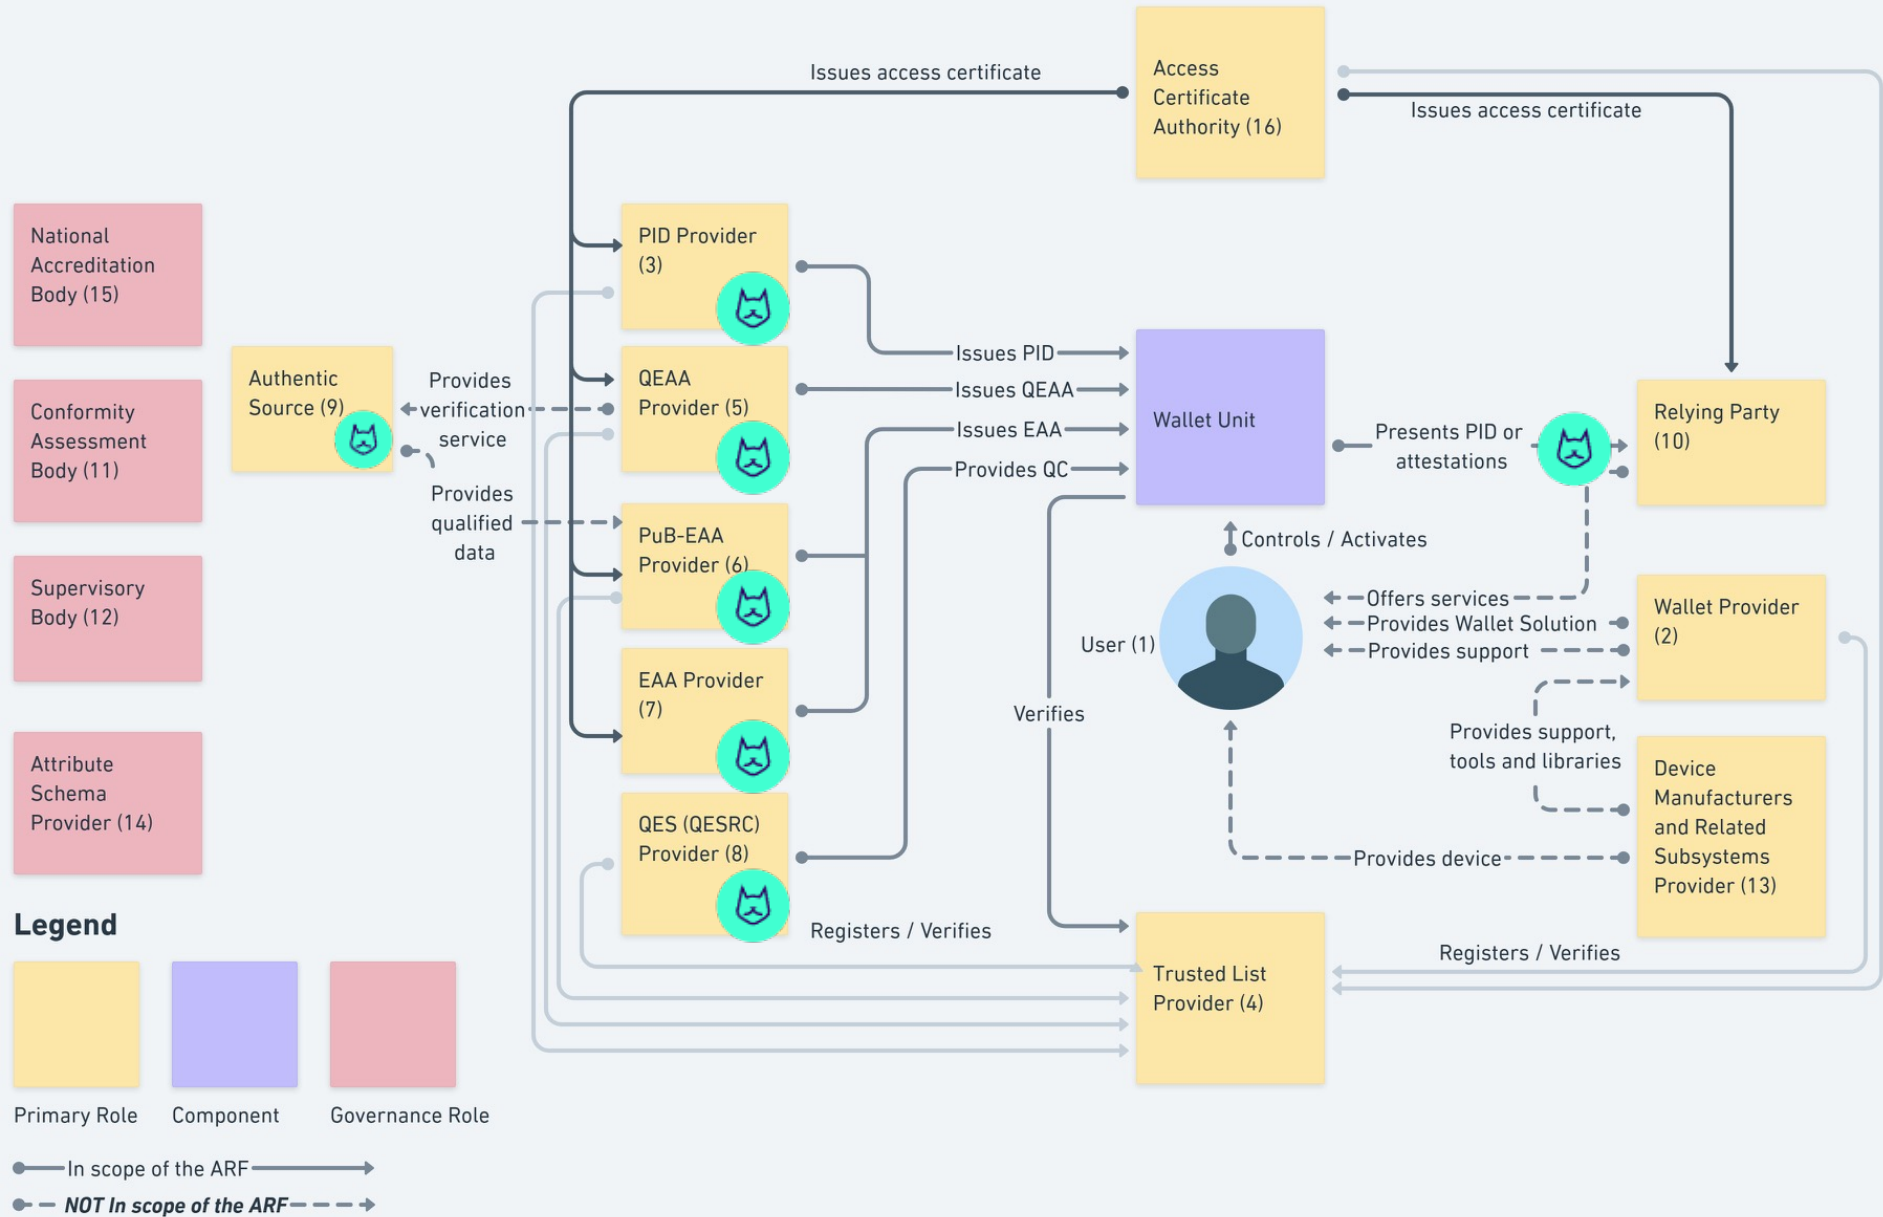 Issues access certificate
Access
Certificate
Authority (16)
Issues access certificate
National
Accreditation
Body (15)
Conformity
Assessment
Body (11)
Supervisory
Body (12)
Attribute
Schema
Provider (14)
Authentic
Source (9)
Provides
verification
service
Provides
qualified
data
PID Provider
(3)
QEAA
Provider (5)
PuB-EAA
Provider (6)
EAA Provider
(7)
QES (QESRC)
Provider (8)
Issues PID
Issues QEAA
Issues EAA
Provides QC
Wallet Unit
Presents PID or
attestations
Relying Party
(10)
Controls / Activates
User (1)
Offers services
Provides Wallet Solution
Provides support
Wallet Provider
(2)
Verifies
Provides support,
tools and libraries
Provides device
Device
Manufacturers
and Related
Subsystems
Provider (13)
Registers / Verifies
Registers / Verifies
Trusted List
Provider (4)
Legend
Primary Role
Component
Governance Role
In scope of the ARF
NOT In scope of the ARF